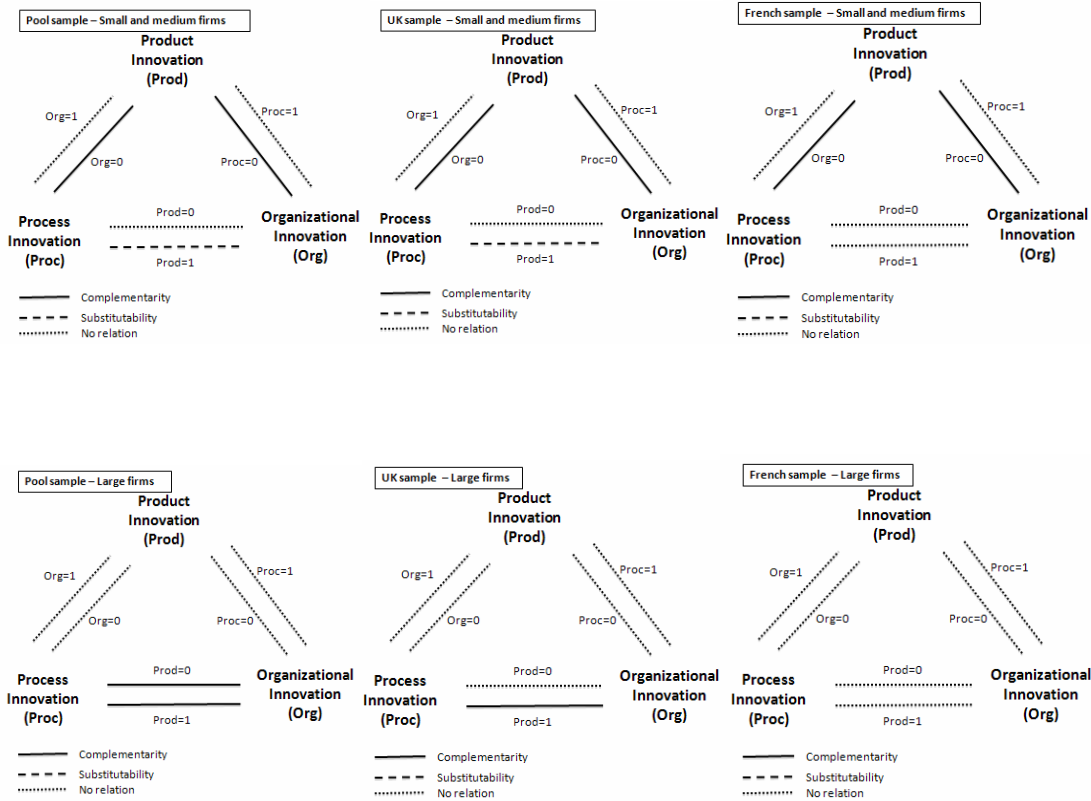 Pool sample – Small and medium firms
Product
Innovation
(Prod)
Org=1
Org=0
Proc=1
Proc=0
Process
Innovation
(Proc)
Prod=0
Prod=1
Organizational
Innovation
(Org)
Complementarity
Substitutability
No relation
UK sample – Small and medium firms
Product
Innovation
(Prod)
Org=1
Org=0
Proc=1
Proc=0
Process
Innovation
(Proc)
Prod=0
Prod=1
Organizational
Innovation
(Org)
Complementarity
Substitutability
No relation
French sample – Small and medium firms
Product
Innovation
(Prod)
Org=1
Org=0
Proc=1
Proc=0
Process
Innovation
(Proc)
Prod=0
Prod=1
Organizational
Innovation
(Org)
Complementarity
Substitutability
No relation
Pool sample – Large firms
Product
Innovation
(Prod)
Org=1
Org=0
Proc=1
Proc=0
Process
Innovation
(Proc)
Prod=0
Prod=1
Organizational
Innovation
(Org)
Complementarity
Substitutability
No relation
UK sample – Large firms
Product
Innovation
(Prod)
Org=1
Org=0
Proc=1
Proc=0
Process
Innovation
(Proc)
Prod=0
Prod=1
Organizational
Innovation
(Org)
Complementarity
Substitutability
No relation
French sample – Large firms
Product
Innovation
(Prod)
Org=1
Org=0
Proc=1
Proc=0
Process
Innovation
(Proc)
Prod=0
Prod=1
Organizational
Innovation
(Org)
Complementarity
Substitutability
No relation